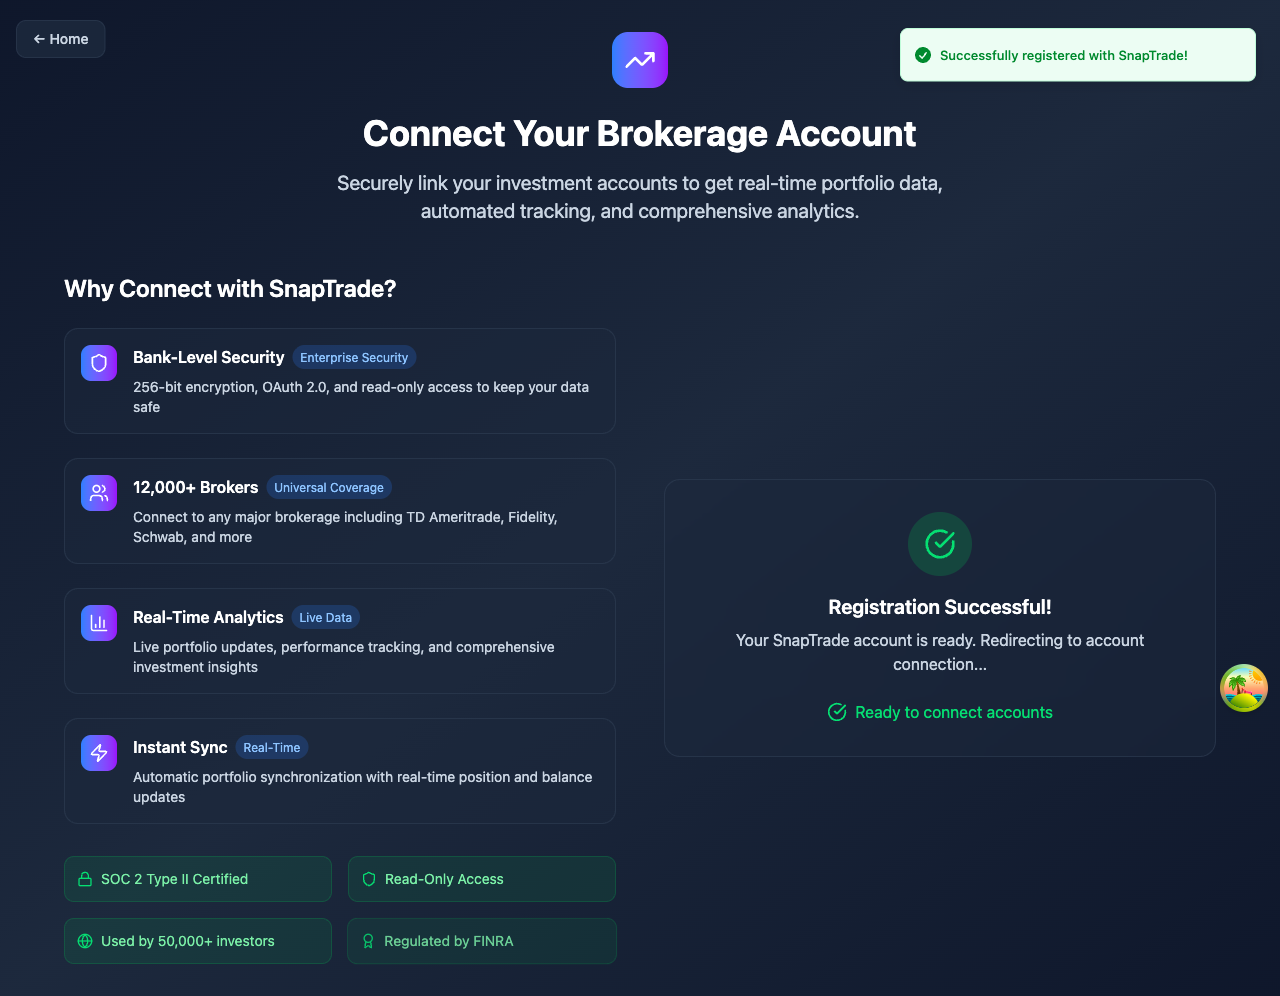 ← Home
Successfully registered with SnapTrade!
Connect Your Brokerage Account
Securely link your investment accounts to get real-time portfolio data,
automated tracking, and comprehensive analytics.
Why Connect with SnapTrade?
Bank-Level Security Enterprise Security
256-bit encryption, OAuth 2.0, and read-only access to keep your data
safe
12,000+ Brokers Universal Coverage
Connect to any major brokerage including TD Ameritrade, Fidelity,
Schwab, and more
Real-Time Analytics Live Data
Live portfolio updates, performance tracking, and comprehensive
investment insights
Instant Sync Real-Time
Automatic portfolio synchronization with real-time position and balance
updates
SOC 2 Type II Certified
Read-Only Access
Used by 50,000+ investors
Regulated by FINRA
Registration Successful!
Your SnapTrade account is ready. Redirecting to account
connection...
Ready to connect accounts